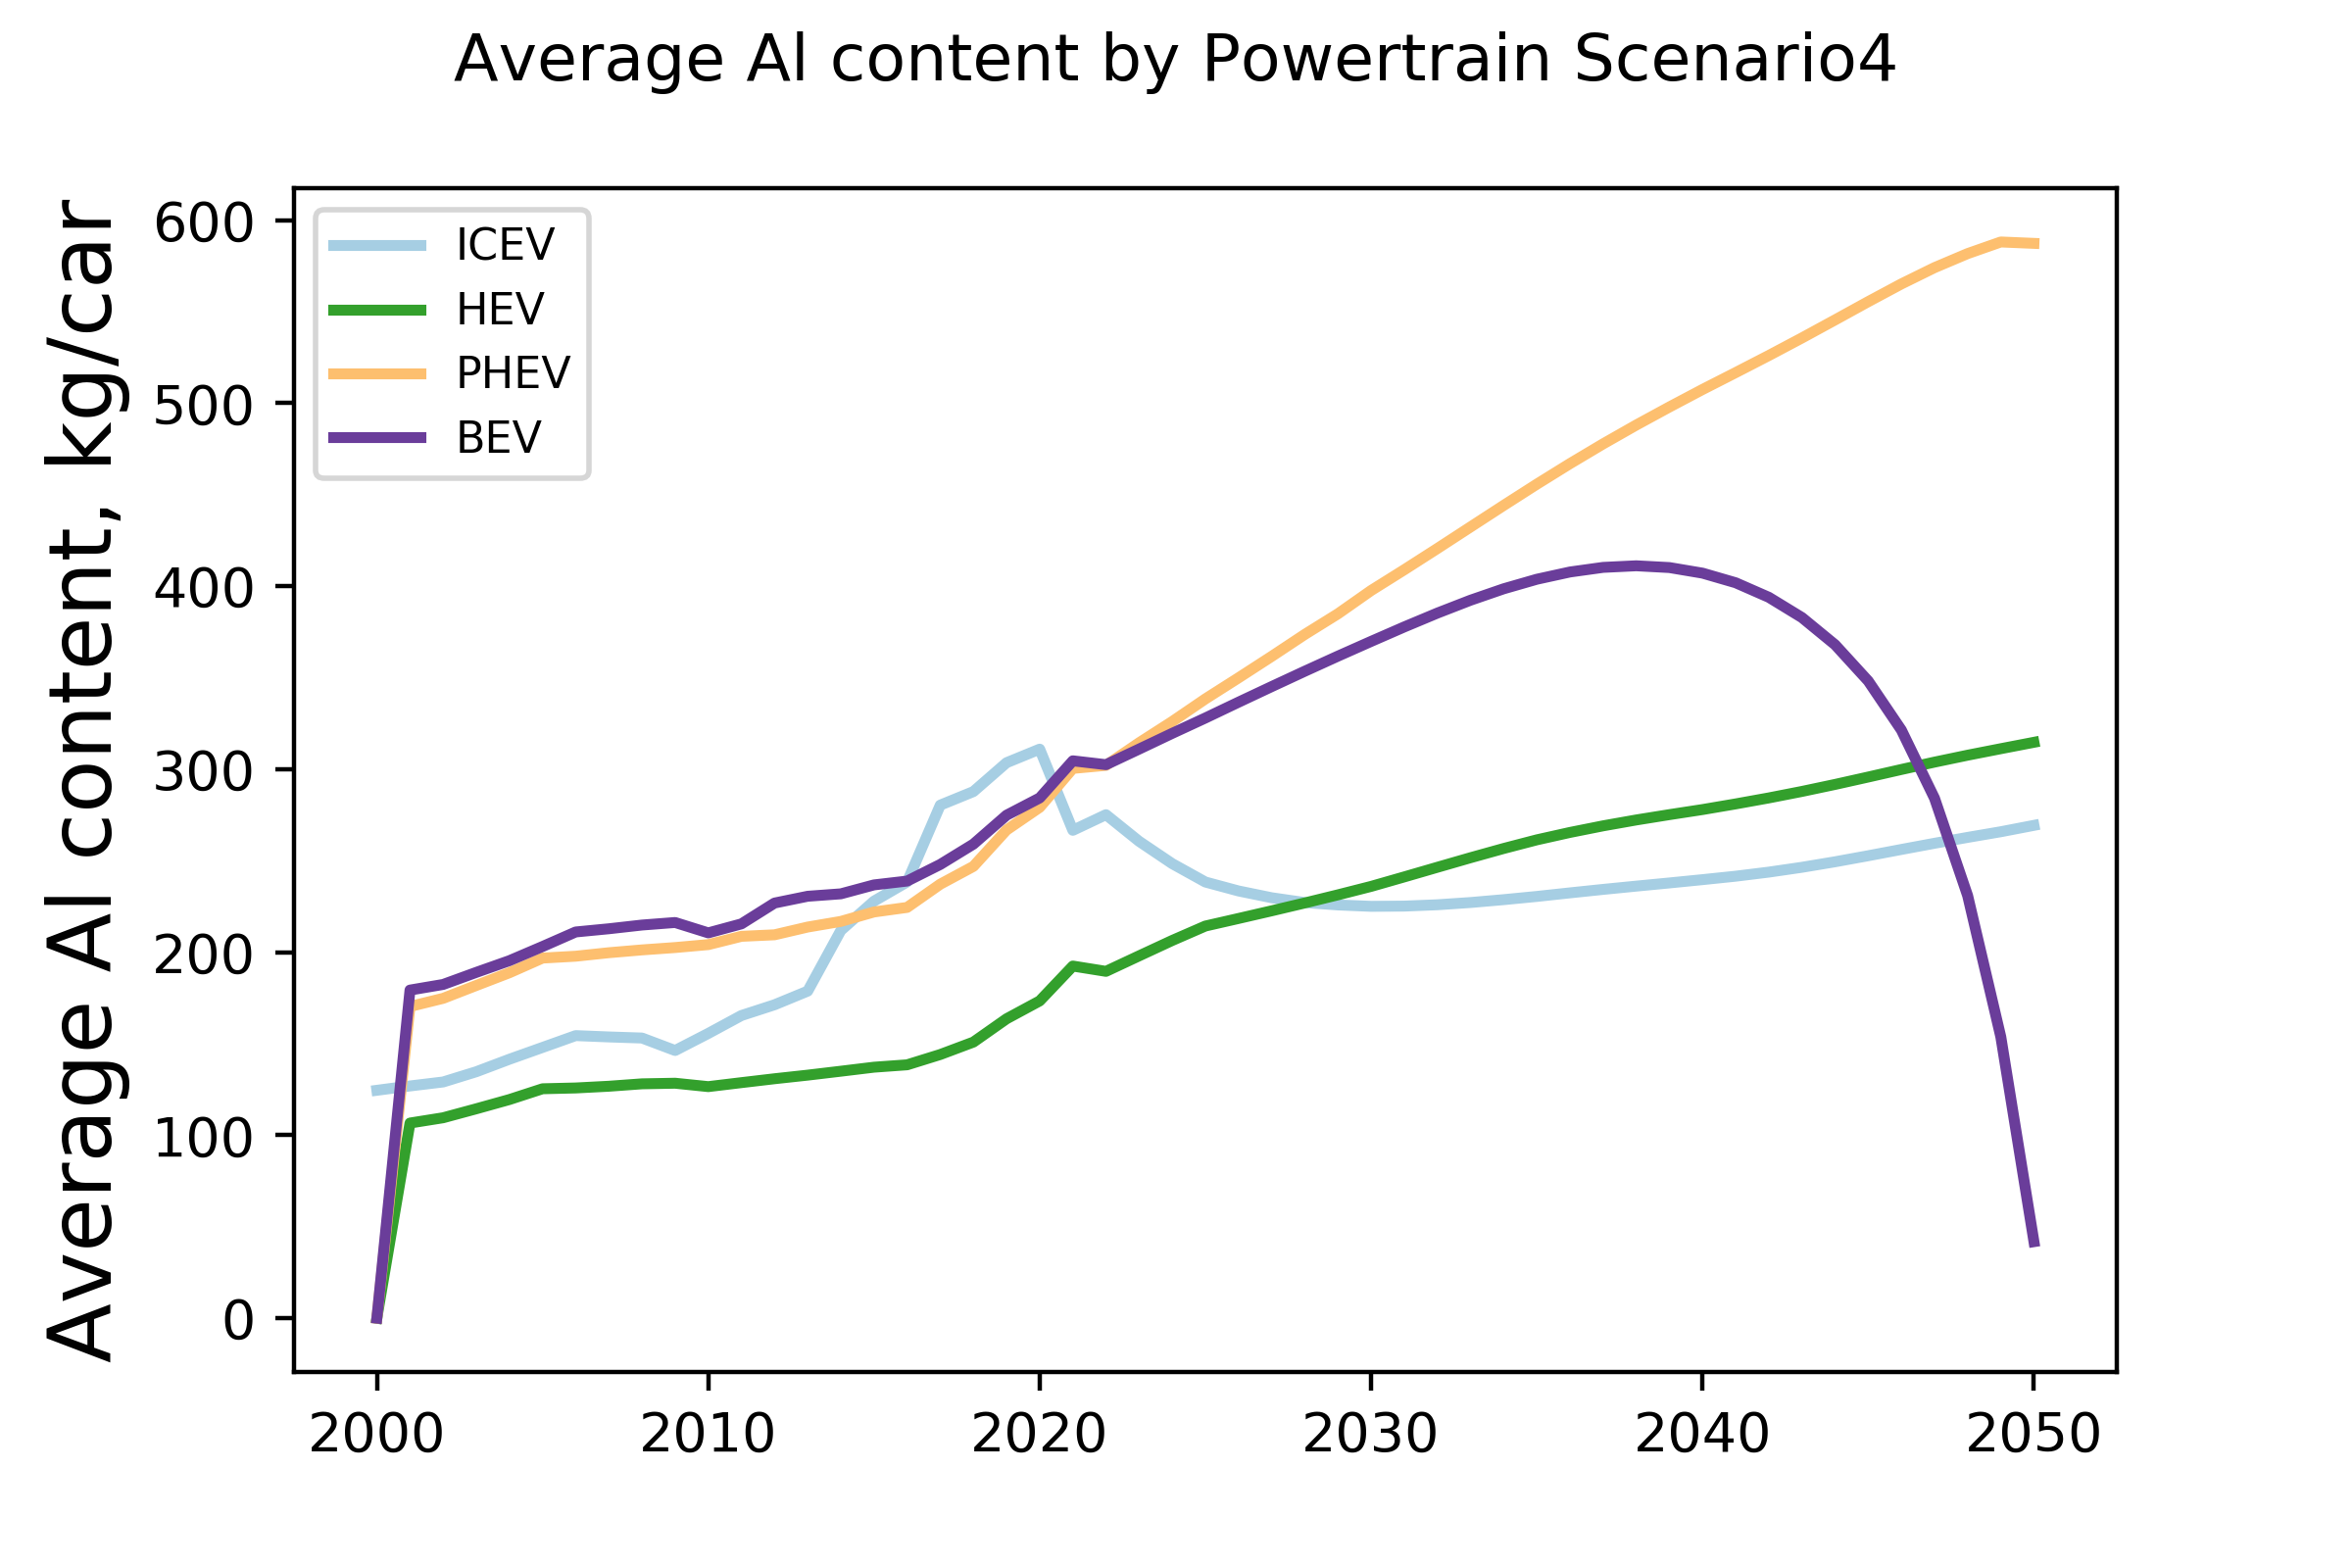 Average Al content by Powertrain Scenario4
Average Al content, kg/car
600
500
400
300
200
100
0
ICEV
HEV
PHEV
BEV
2000 2010 2020 2030 2040 2050